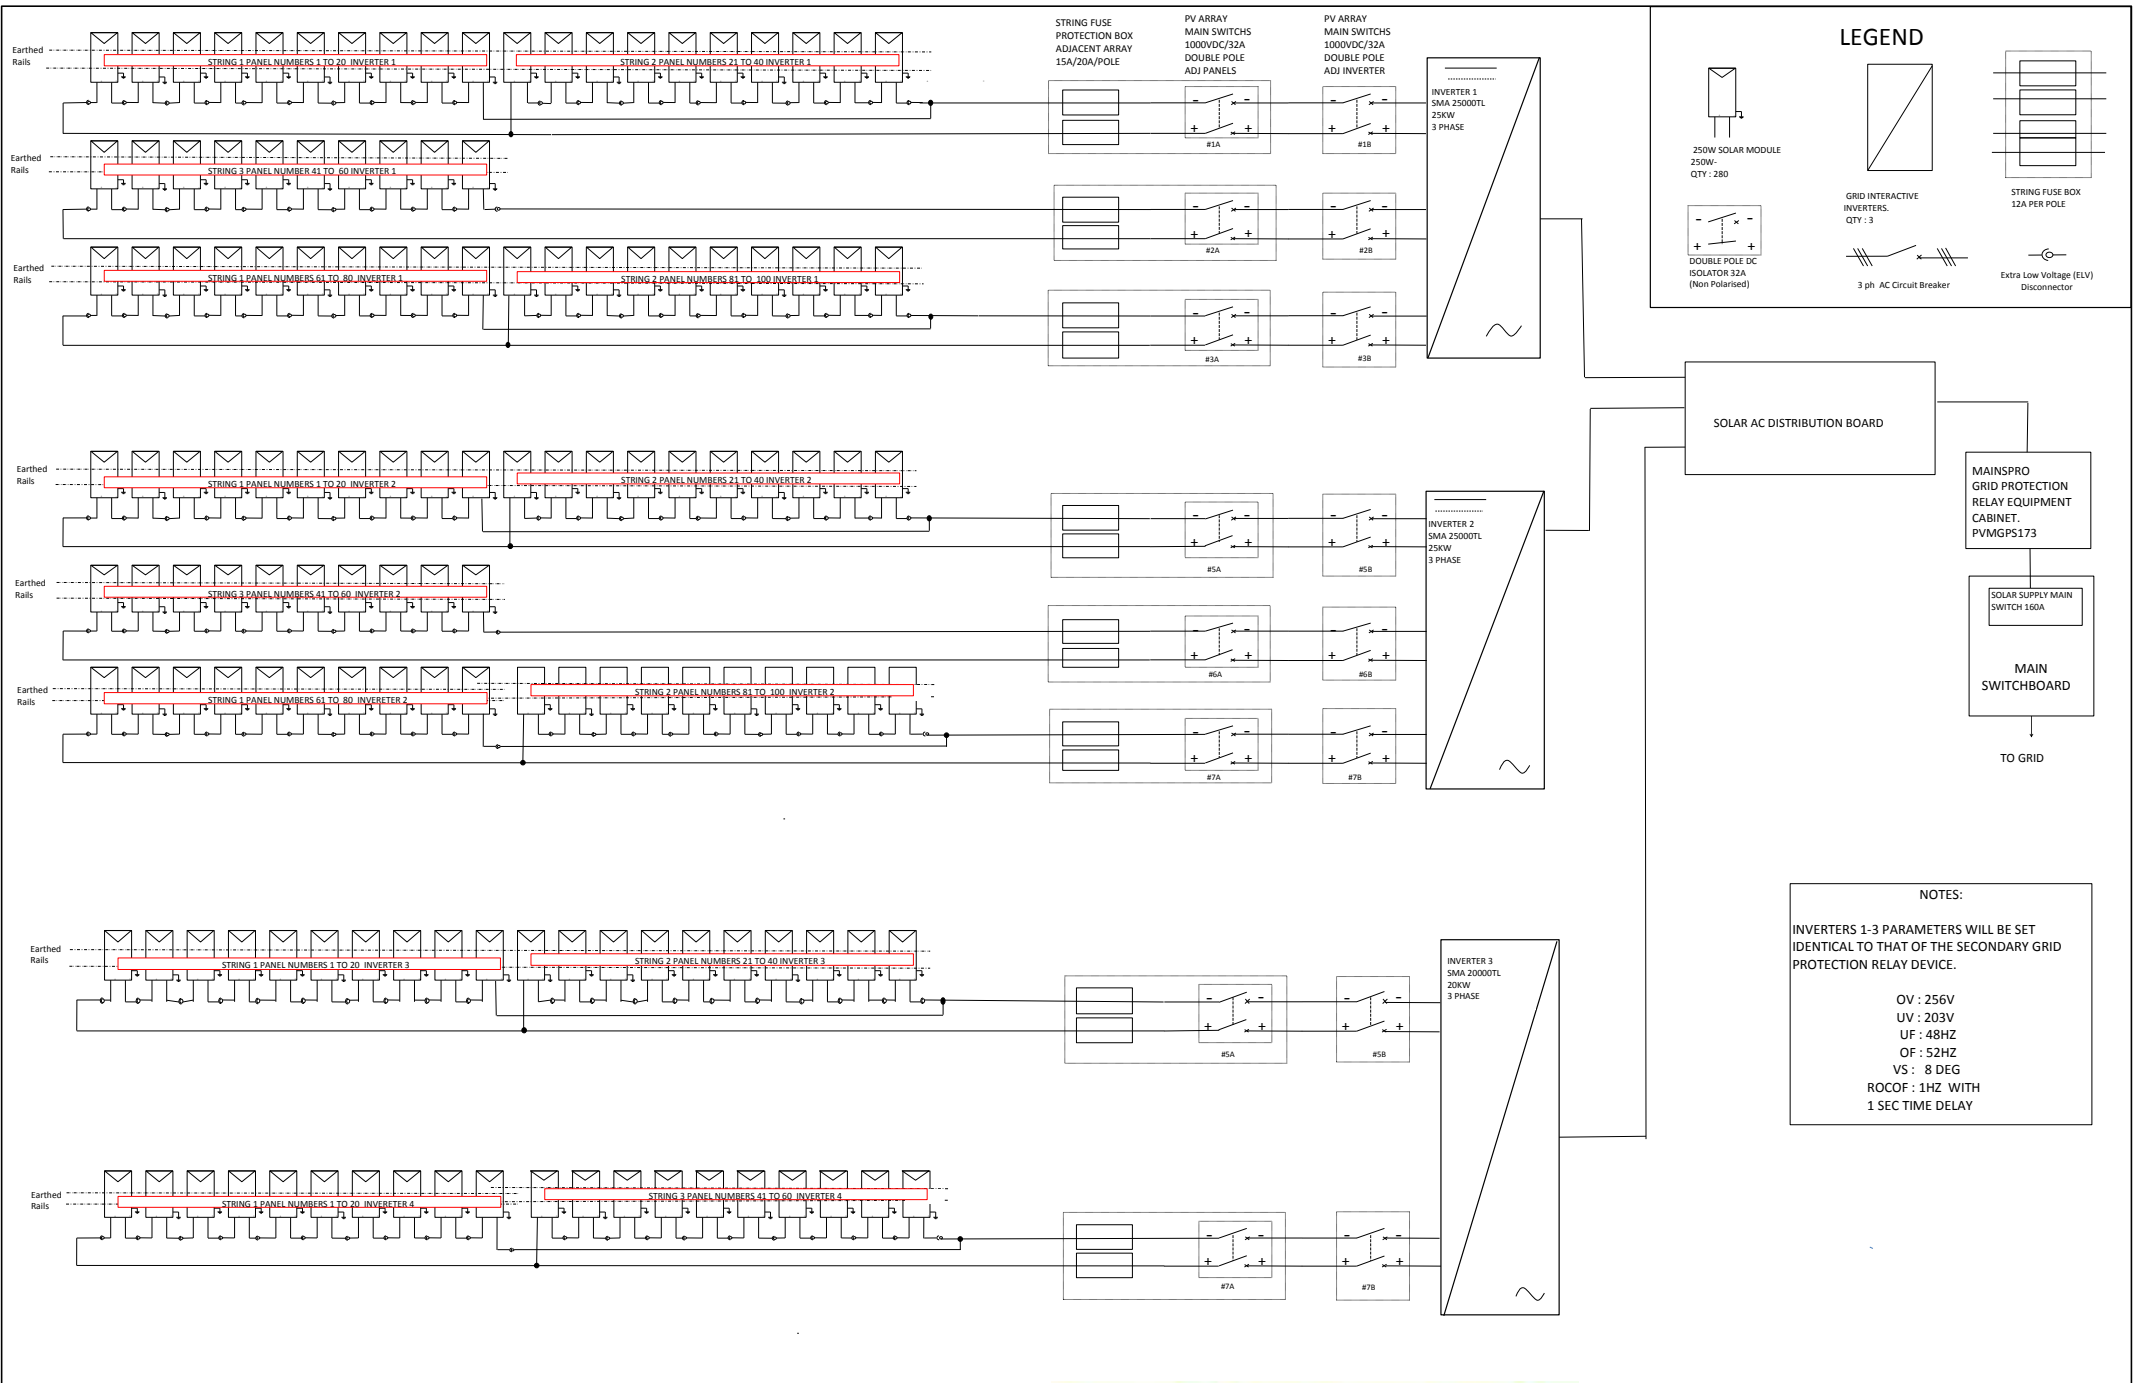 STRING FUSE
PROTECTION BOX
ADJACENT ARRAY
15A/20A/POLE
PV ARRAY
MAIN SWITCHS
1000VDC/32A
DOUBLE POLE
ADJ PANELS
PV ARRAY
MAIN SWITCHS
1000VDC/32A
DOUBLE POLE
ADJ INVERTER
Earthed
Rails
STRING 1 PANEL NUMBERS 1 TO 20 INVERTER 1
STRING 2 PANEL NUMBERS 21 TO 40 INVERTER 1
- -
+ +
#1A
- -
+ +
#1B
INVERTER 1
SMA 25000TL
25KW
3 PHASE
Earthed
Rails
STRING 3 PANEL NUMBER 41 TO 60 INVERTER 1
- -
+ +
#2A
- -
+ +
#2B
Earthed
Rails
STRING 1 PANEL NUMBERS 61 TO 80 INVERTER 1
STRING 2 PANEL NUMBERS 81 TO 100 INVERTER 1
- -
+ +
#3A
- -
+ +
#3B
Earthed
Rails
STRING 1 PANEL NUMBERS 1 TO 20 INVERTER 2
STRING 2 PANEL NUMBERS 21 TO 40 INVERTER 2
- -
+ +
#5A
- -
+ +
#5B
INVERTER 2
SMA 25000TL
25KW
3 PHASE
Earthed
Rails
STRING 3 PANEL NUMBERS 41 TO 60 INVERTER 2
- -
+ +
#6A
- -
+ +
#6B
Earthed
Rails
STRING 1 PANEL NUMBERS 61 TO 80 INVERETER 2
STRING 2 PANEL NUMBERS 81 TO 100 INVERTER 2
- -
+ +
#7A
- -
+ +
#7B
Earthed
Rails
STRING 1 PANEL NUMBERS 1 TO 20 INVERTER 3
STRING 2 PANEL NUMBERS 21 TO 40 INVERTER 3
- -
+ +
#5A
- -
+ +
#5B
INVERTER 3
SMA 20000TL
20KW
3 PHASE
Earthed
Rails
STRING 1 PANEL NUMBERS 1 TO 20 INVERETER 4
STRING 3 PANEL NUMBERS 41 TO 60 INVERTER 4
- -
+ +
#7A
- -
+ +
#7B
LEGEND
250W SOLAR MODULE
250W-
QTY : 280
GRID INTERACTIVE
INVERTERS.
QTY : 3
STRING FUSE BOX
12A PER POLE
- -
+ +
DOUBLE POLE DC
ISOLATOR 32A
(Non Polarised)
3 ph AC Circuit Breaker
Extra Low Voltage (ELV)
Disconnector
SOLAR AC DISTRIBUTION BOARD
MAINSPRO
GRID PROTECTION
RELAY EQUIPMENT
CABINET.
PVMGPS173
SOLAR SUPPLY MAIN
SWITCH 160A
MAIN
SWITCHBOARD
TO GRID
NOTES:
INVERTERS 1-3 PARAMETERS WILL BE SET
IDENTICAL TO THAT OF THE SECONDARY GRID
PROTECTION RELAY DEVICE.
OV : 256V
UV : 203V
UF : 48HZ
OF : 52HZ
VS : 8 DEG
ROCOF : 1HZ WITH
1 SEC TIME DELAY